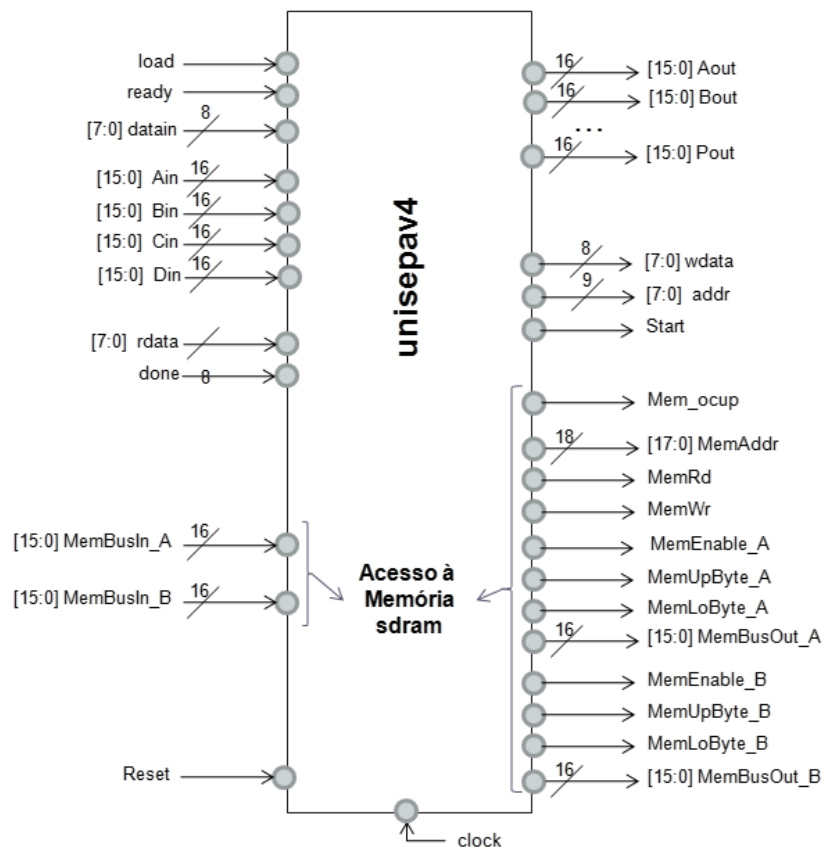 load
ready
8
[7:0] datain
16
[15:0] Ain
16
[15:0] Bin
16
[15:0] Cin
16
[15:0] Din
[7:0] rdata
done
8
16
[15:0] MemBusIn_A
16
[15:0] MemBusIn_B
Reset
clock
unisepav4
Acesso à
Memória
sdram
16
[15:0] Aout
16
[15:0] Bout
...
16
[15:0] Pout
8
[7:0] wdata
9
[7:0] addr
Start
Mem_ocup
18
[17:0] MemAddr
MemRd
MemWr
MemEnable_A
MemUpByte_A
MemLoByte_A
16
[15:0] MemBusOut_A
MemEnable_B
MemUpByte_B
MemLoByte_B
16
[15:0] MemBusOut_B